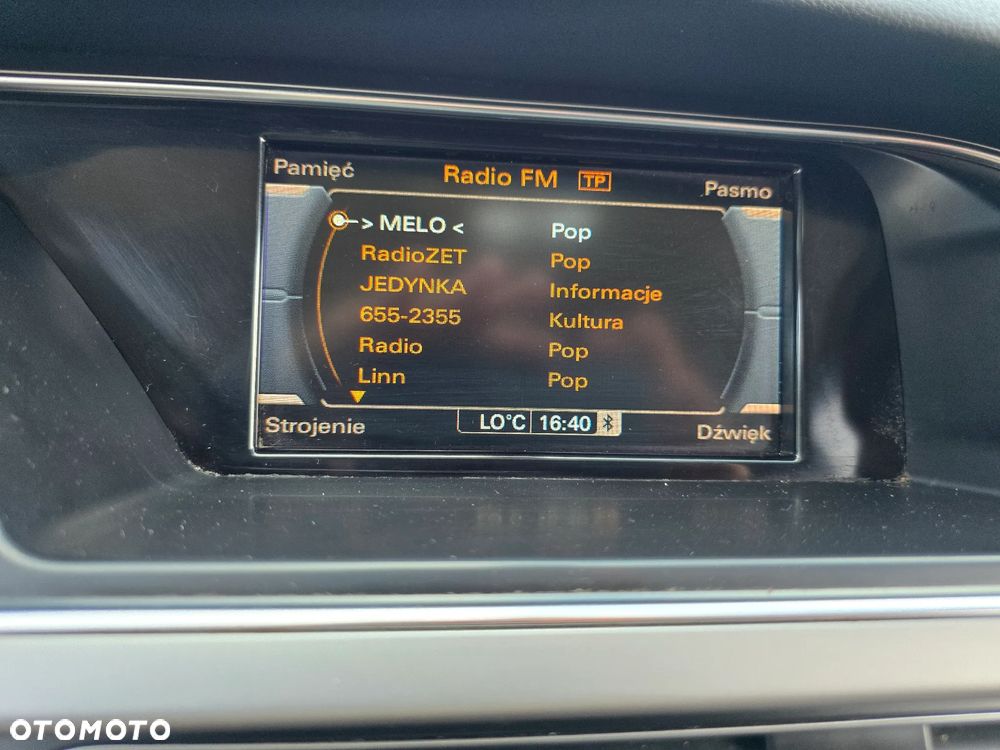 Pamięć Radio FM TP Pasmo
> MELO < Pop
RadioZET Pop
JEDYNKA Informacje
655-2355 Kultura
Radio Pop
Linn Pop
Strojenie LO°C 16:40 Dźwięk
OTOMOTO